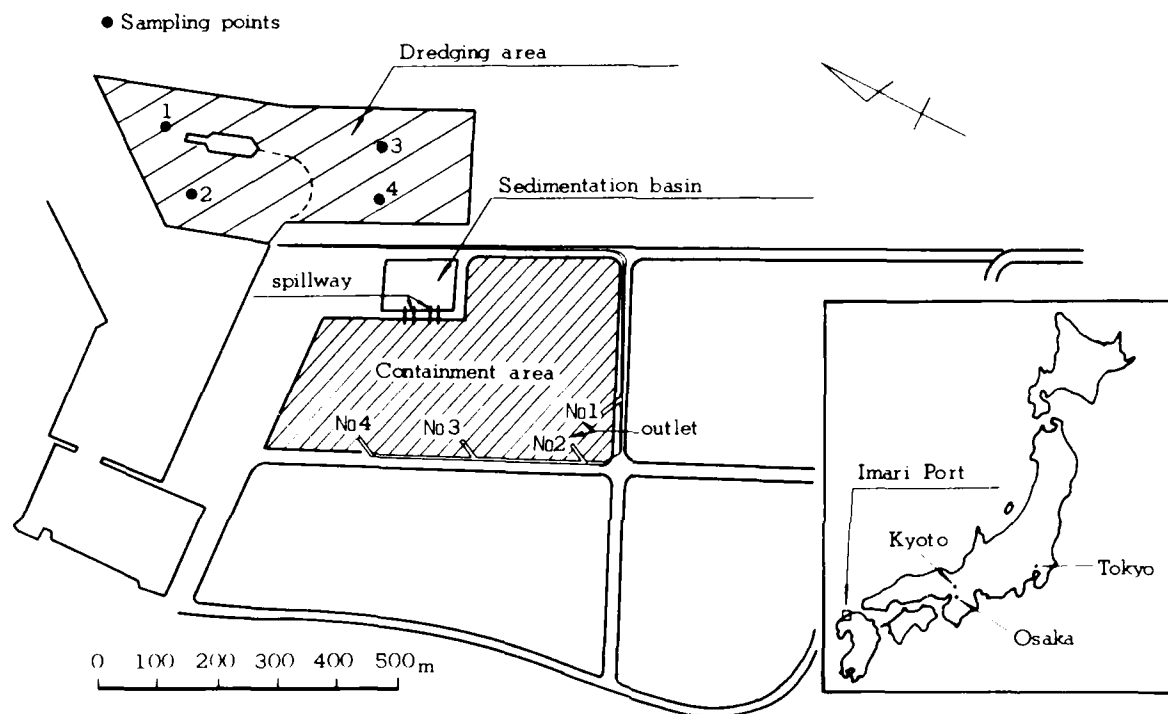 ● Sampling points
Dredging area
1
3
2
4
Sedimentation basin
spillway
Containment area
No1
No4
No3
No2
outlet
Imari Port
Kyoto
Tokyo
Osaka
0 100 200 300 400 500m